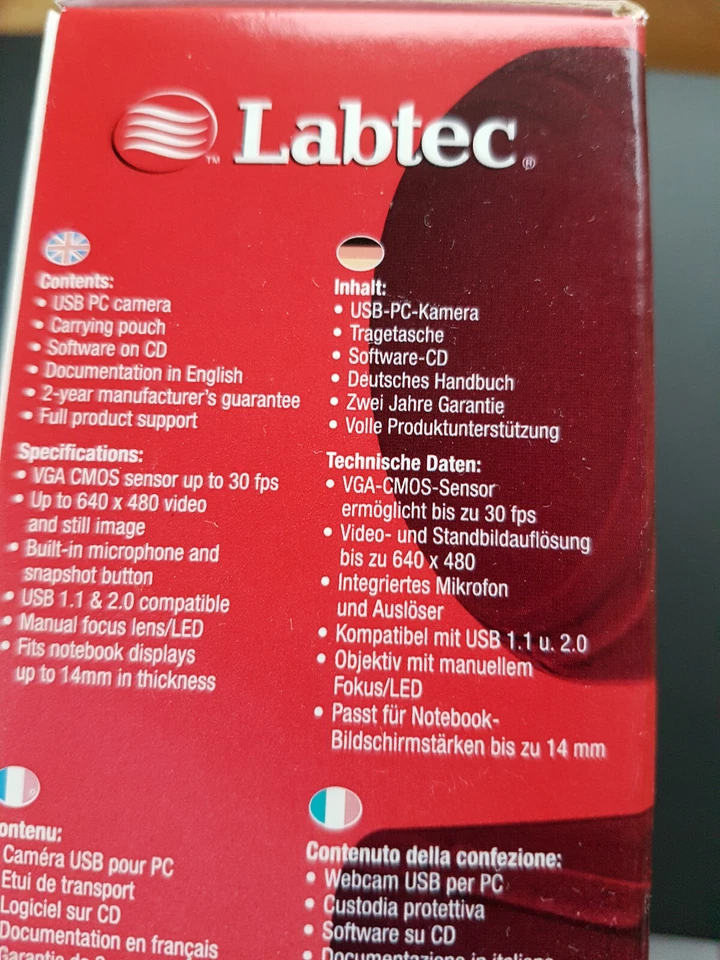 ™ Labtec®
Contents:
• USB PC camera
• Carrying pouch
• Software on CD
• Documentation in English
• 2-year manufacturer's guarantee
• Full product support
Specifications:
• VGA CMOS sensor up to 30 fps
• Up to 640 x 480 video
and still image
• Built-in microphone and
snapshot button
• USB 1.1 & 2.0 compatible
• Manual focus lens/LED
• Fits notebook displays
up to 14mm in thickness
Inhalt:
• USB-PC-Kamera
• Tragetasche
• Software-CD
• Deutsches Handbuch
• Zwei Jahre Garantie
• Volle Produktunterstützung
Technische Daten:
• VGA-CMOS-Sensor
ermöglicht bis zu 30 fps
• Video- und Standbildauflösung
bis zu 640 x 480
• Integriertes Mikrofon
und Auslöser
• Kompatibel mit USB 1.1 u. 2.0
• Objektiv mit manuellem
Fokus/LED
• Passt für Notebook-
Bildschirmstärken bis zu 14 mm
ontenu:
Caméra USB pour PC
Etui de transport
Logiciel sur CD
Documentation en français
Garantie de
Contenuto della confezione:
• Webcam USB per PC
• Custodia protettiva
• Software su CD
• Documentazione in italiano